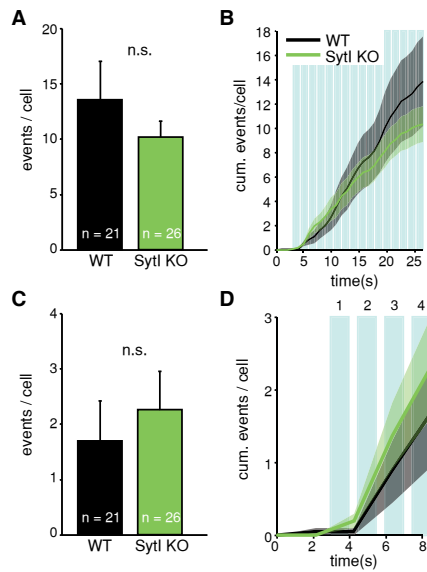 A
n.s.
20
15
10
5
0
events / cell
n = 21
n = 26
WT
SytI KO
B
WT
SytI KO
18
16
14
12
10
8
6
4
2
0
cum. events/cell
0 5 10 15 20 25
time(s)
C
n.s.
4
3
2
1
0
events / cell
n = 21
n = 26
WT
SytI KO
D
1 2 3 4
3
2
1
0
cum. events / cell
0 2 4 6 8
time(s)